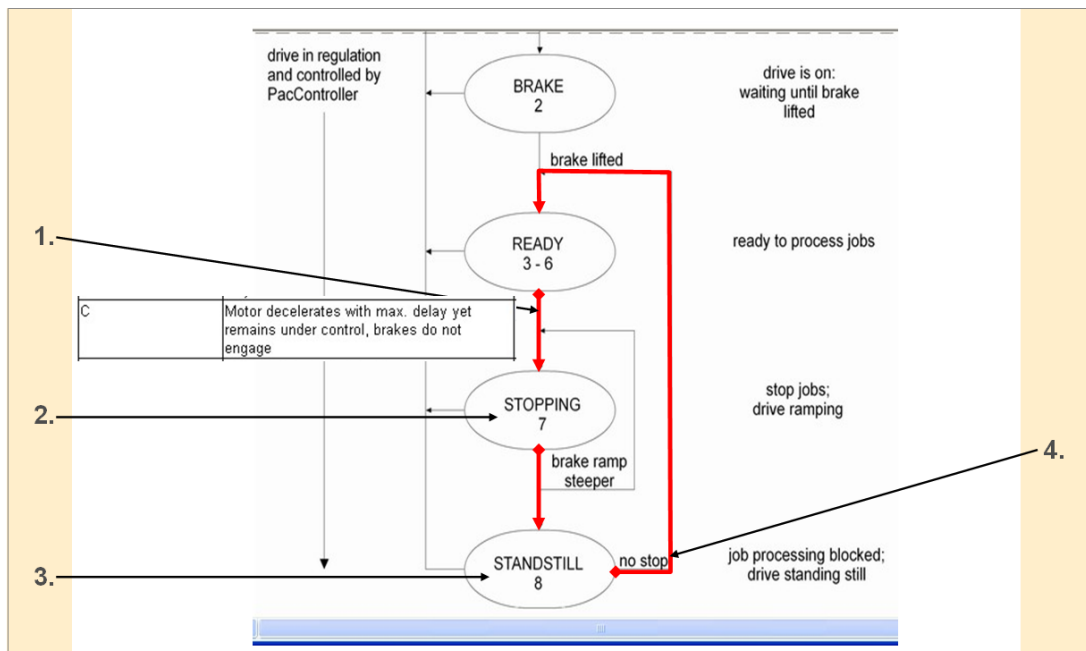 drive in regulation
and controlled by
PacController
BRAKE
2
drive is on:
waiting until brake
lifted
brake lifted
1.
READY
3 - 6
ready to process jobs
C
Motor decelerates with max. delay yet
remains under control, brakes do not
engage
2.
STOPPING
7
stop jobs;
drive ramping
brake ramp
steeper
4.
3.
STANDSTILL
8
no stop
job processing blocked;
drive standing still